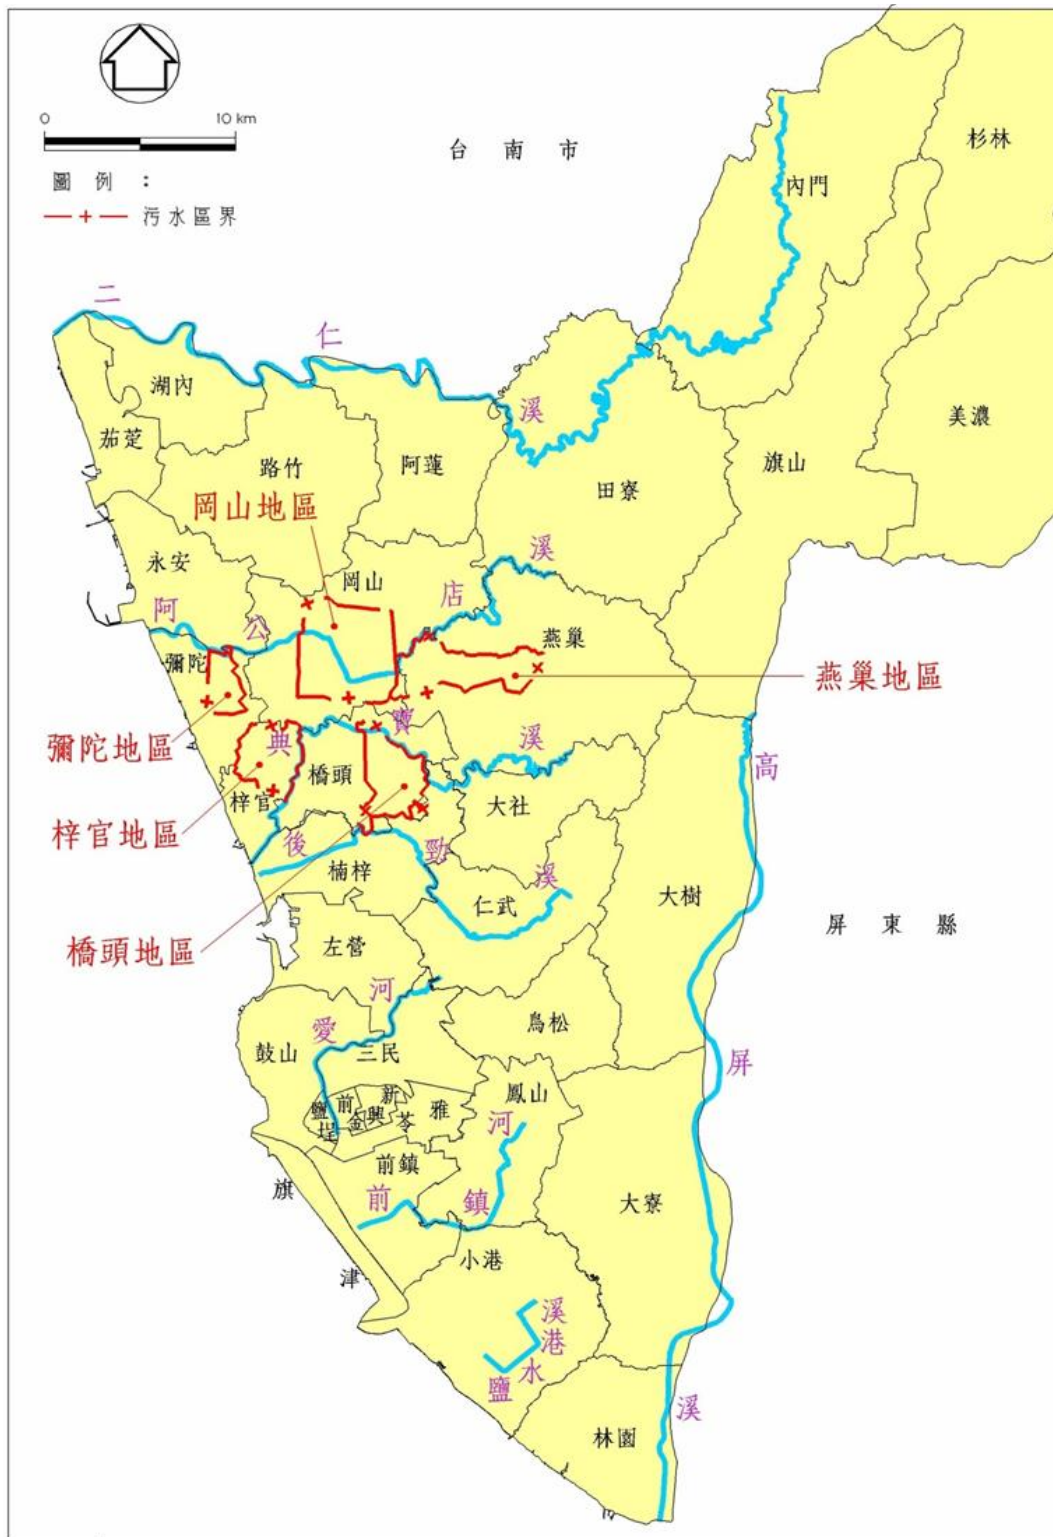 0 10 km
圖例：
污水區界
台南市
杉林
內門
二仁溪
湖內
茄萣
路竹
阿蓮
田寮
旗山
美濃
岡山地區
永安
岡山
阿公店溪
彌陀
燕巢
燕巢地區
彌陀地區
典寶溪
橋頭
梓官
梓官地區
大社
高屏溪
後勁溪
楠梓
仁武
大樹
屏東縣
橋頭地區
左營
愛河
鳥松
鼓山
三民
鹽埕
前金
新興
苓雅
鳳山
前鎮
前鎮河
旗津
大寮
小港
鹽水港溪
林園